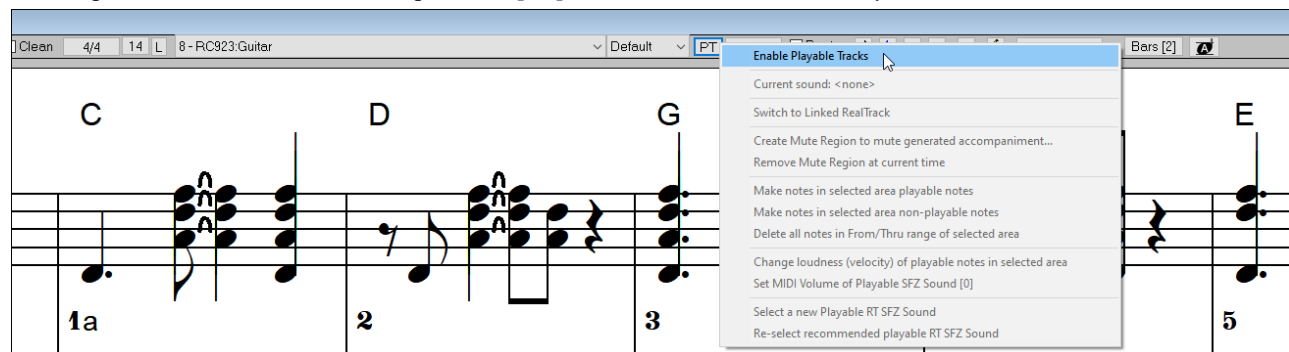 Clean 4/4 14 L 8 - RC923:Guitar Default PT Bars [2] A
Enable Playable Tracks
Current sound: <none>
Switch to Linked RealTrack
Create Mute Region to mute generated accompaniment...
Remove Mute Region at current time
Make notes in selected area playable notes
Make notes in selected area non-playable notes
Delete all notes in From/Thru range of selected area
Change loudness (velocity) of playable notes in selected area
Set MIDI Volume of Playable SFZ Sound [0]
Select a new Playable RT SFZ Sound
Re-select recommended playable RT SFZ Sound
C D G E
1a 2 3 5